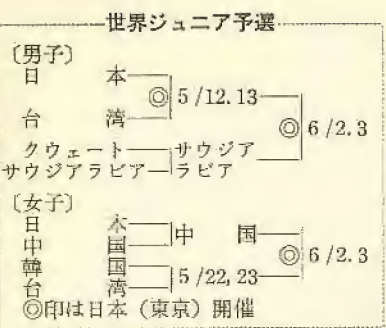 世界ジュニア予選
〔男子〕
日 本
◎ 5/12.13
台 湾
◎ 6/2.3
クウェート サウジア
サウジアラビア ラビア
〔女子〕
日 本
中 国
中 国
◎ 6/2.3
韓 国
5/22,23
台 湾
◎印は日本（東京）開催